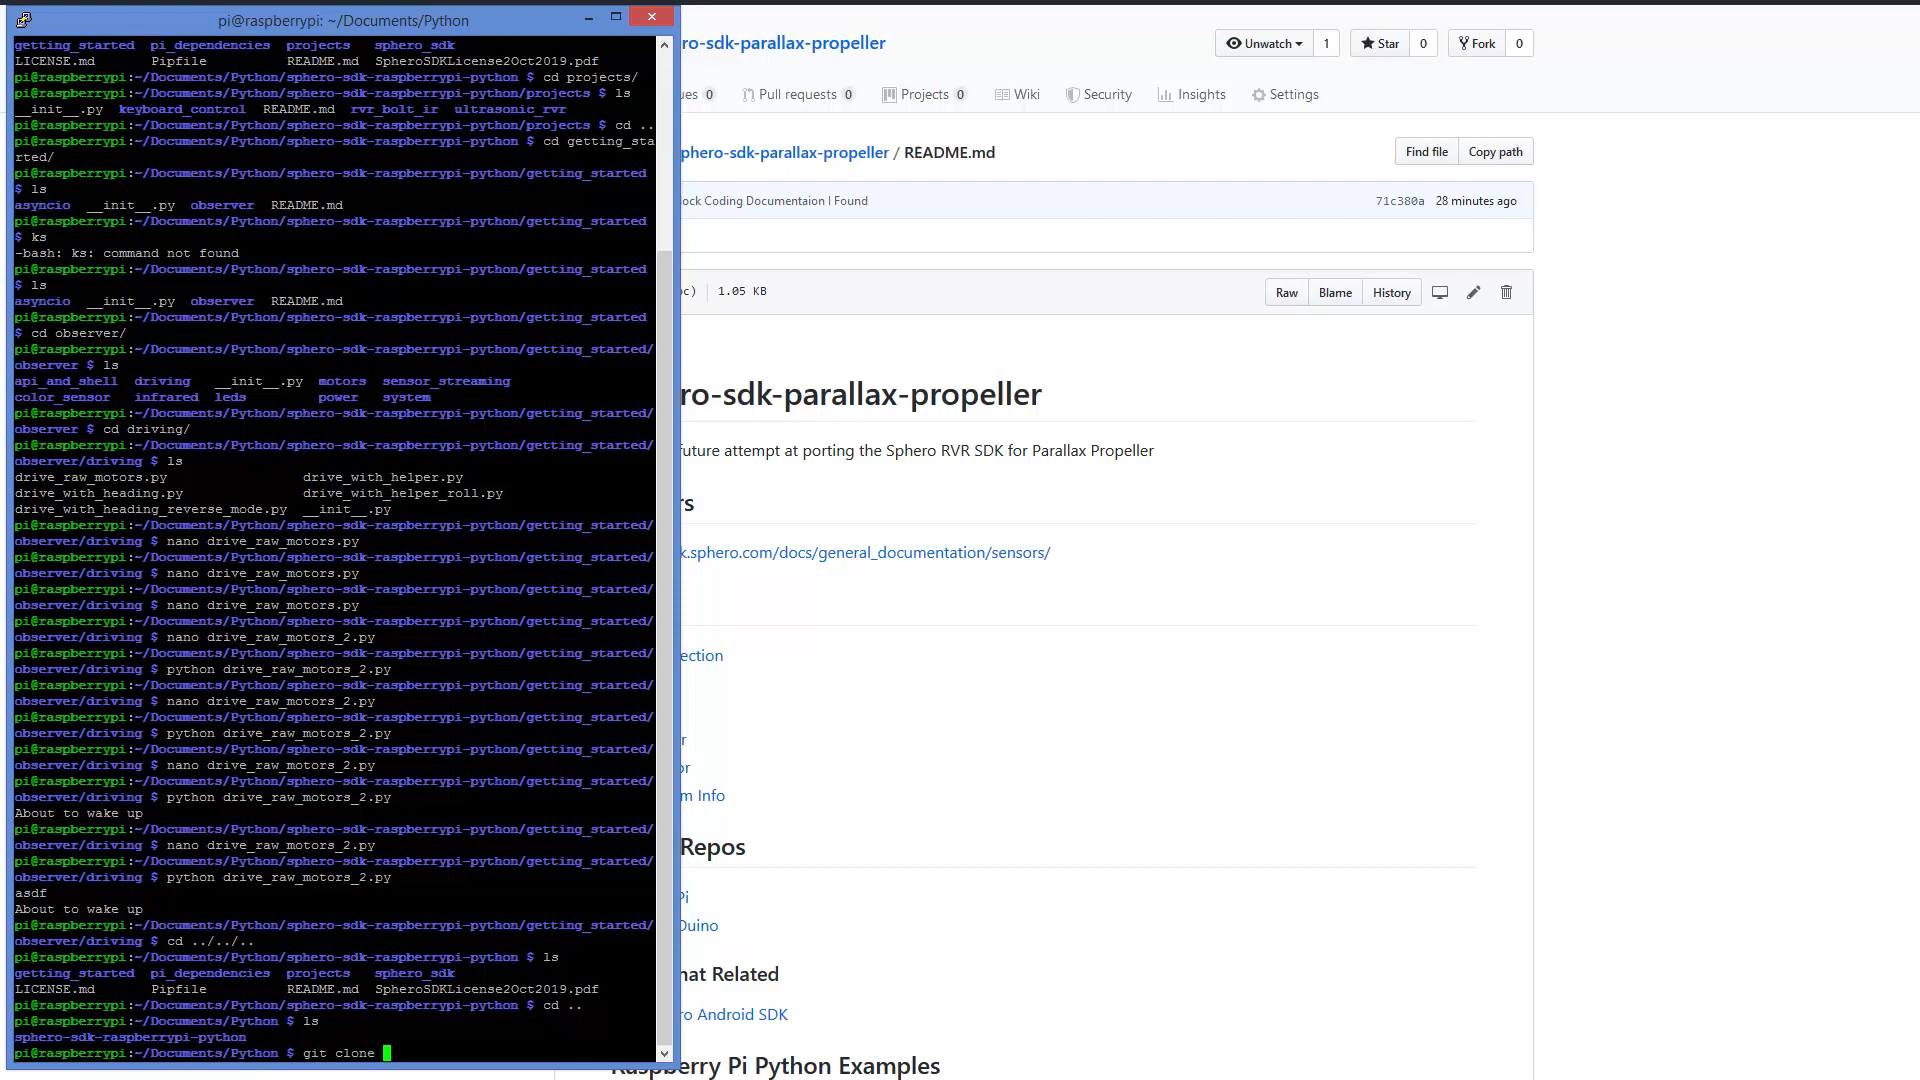 pi@raspberrypi: ~/Documents/Python
getting_started  pi_dependencies  projects  sphero_sdk
LICENSE.md       Pipfile          README.md  SpheroSDKLicense2Oct2019.pdf
pi@raspberrypi:~/Documents/Python/sphero-sdk-raspberrypi-python $ cd projects/
pi@raspberrypi:~/Documents/Python/sphero-sdk-raspberrypi-python/projects $ ls
__init__.py  keyboard_control  README.md  rvr_bolt_ir  ultrasonic_rvr
pi@raspberrypi:~/Documents/Python/sphero-sdk-raspberrypi-python/projects $ cd ..
pi@raspberrypi:~/Documents/Python/sphero-sdk-raspberrypi-python $ cd getting_sta
rted/
pi@raspberrypi:~/Documents/Python/sphero-sdk-raspberrypi-python/getting_started
$ ls
asyncio  __init__.py  observer  README.md
pi@raspberrypi:~/Documents/Python/sphero-sdk-raspberrypi-python/getting_started
$ ks
-bash: ks: command not found
pi@raspberrypi:~/Documents/Python/sphero-sdk-raspberrypi-python/getting_started
$ ls
asyncio  __init__.py  observer  README.md
pi@raspberrypi:~/Documents/Python/sphero-sdk-raspberrypi-python/getting_started
$ cd observer/
pi@raspberrypi:~/Documents/Python/sphero-sdk-raspberrypi-python/getting_started/
observer $ ls
api_and_shell  driving   __init__.py  motors  sensor_streaming
color_sensor   infrared  leds         power   system
pi@raspberrypi:~/Documents/Python/sphero-sdk-raspberrypi-python/getting_started/
observer $ cd driving/
pi@raspberrypi:~/Documents/Python/sphero-sdk-raspberrypi-python/getting_started/
observer/driving $ ls
drive_raw_motors.py                 drive_with_helper.py
drive_with_heading.py               drive_with_helper_roll.py
drive_with_heading_reverse_mode.py  __init__.py
pi@raspberrypi:~/Documents/Python/sphero-sdk-raspberrypi-python/getting_started/
observer/driving $ nano drive_raw_motors.py
pi@raspberrypi:~/Documents/Python/sphero-sdk-raspberrypi-python/getting_started/
observer/driving $ nano drive_raw_motors.py
pi@raspberrypi:~/Documents/Python/sphero-sdk-raspberrypi-python/getting_started/
observer/driving $ nano drive_raw_motors.py
pi@raspberrypi:~/Documents/Python/sphero-sdk-raspberrypi-python/getting_started/
observer/driving $ nano drive_raw_motors_2.py
pi@raspberrypi:~/Documents/Python/sphero-sdk-raspberrypi-python/getting_started/
observer/driving $ python drive_raw_motors_2.py
pi@raspberrypi:~/Documents/Python/sphero-sdk-raspberrypi-python/getting_started/
observer/driving $ nano drive_raw_motors_2.py
pi@raspberrypi:~/Documents/Python/sphero-sdk-raspberrypi-python/getting_started/
observer/driving $ python drive_raw_motors_2.py
pi@raspberrypi:~/Documents/Python/sphero-sdk-raspberrypi-python/getting_started/
observer/driving $ nano drive_raw_motors_2.py
pi@raspberrypi:~/Documents/Python/sphero-sdk-raspberrypi-python/getting_started/
observer/driving $ python drive_raw_motors_2.py
About to wake up
pi@raspberrypi:~/Documents/Python/sphero-sdk-raspberrypi-python/getting_started/
observer/driving $ nano drive_raw_motors_2.py
pi@raspberrypi:~/Documents/Python/sphero-sdk-raspberrypi-python/getting_started/
observer/driving $ python drive_raw_motors_2.py
asdf
About to wake up
pi@raspberrypi:~/Documents/Python/sphero-sdk-raspberrypi-python/getting_started/
observer/driving $ cd ../../..
pi@raspberrypi:~/Documents/Python/sphero-sdk-raspberrypi-python $ ls
getting_started  pi_dependencies  projects  sphero_sdk
LICENSE.md       Pipfile          README.md  SpheroSDKLicense2Oct2019.pdf
pi@raspberrypi:~/Documents/Python/sphero-sdk-raspberrypi-python $ cd ..
pi@raspberrypi:~/Documents/Python $ ls
sphero-sdk-raspberrypi-python
pi@raspberrypi:~/Documents/Python $ git clone
ro-sdk-parallax-propeller
Unwatch 1 Star 0 Fork 0
ues 0 Pull requests 0 Projects 0 Wiki Security Insights Settings
phero-sdk-parallax-propeller / README.md
Find file Copy path
ock Coding Documentaion I Found
71c380a 28 minutes ago
oc) 1.05 KB
Raw Blame History
ro-sdk-parallax-propeller
future attempt at porting the Sphero RVR SDK for Parallax Propeller
rs
k.sphero.com/docs/general_documentation/sensors/
ection
r
or
m Info
Repos
Pi
Duino
nat Related
ro Android SDK
Raspberry Pi Python Examples